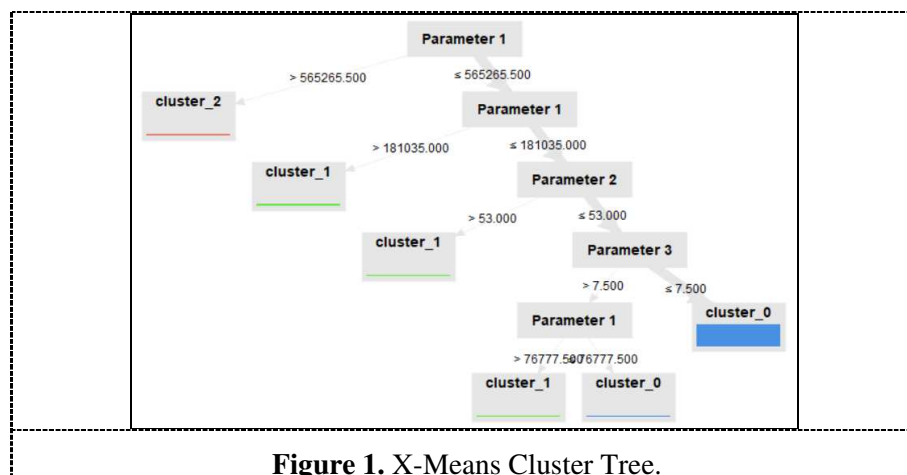 Parameter 1
> 565265.500
≤ 565265.500
cluster_2
Parameter 1
> 181035.000
≤ 181035.000
cluster_1
Parameter 2
> 53.000
≤ 53.000
cluster_1
Parameter 3
> 7.500
≤ 7.500
Parameter 1
cluster_0
> 76777.500
≤ 76777.500
cluster_1
cluster_0
Figure 1. X-Means Cluster Tree.